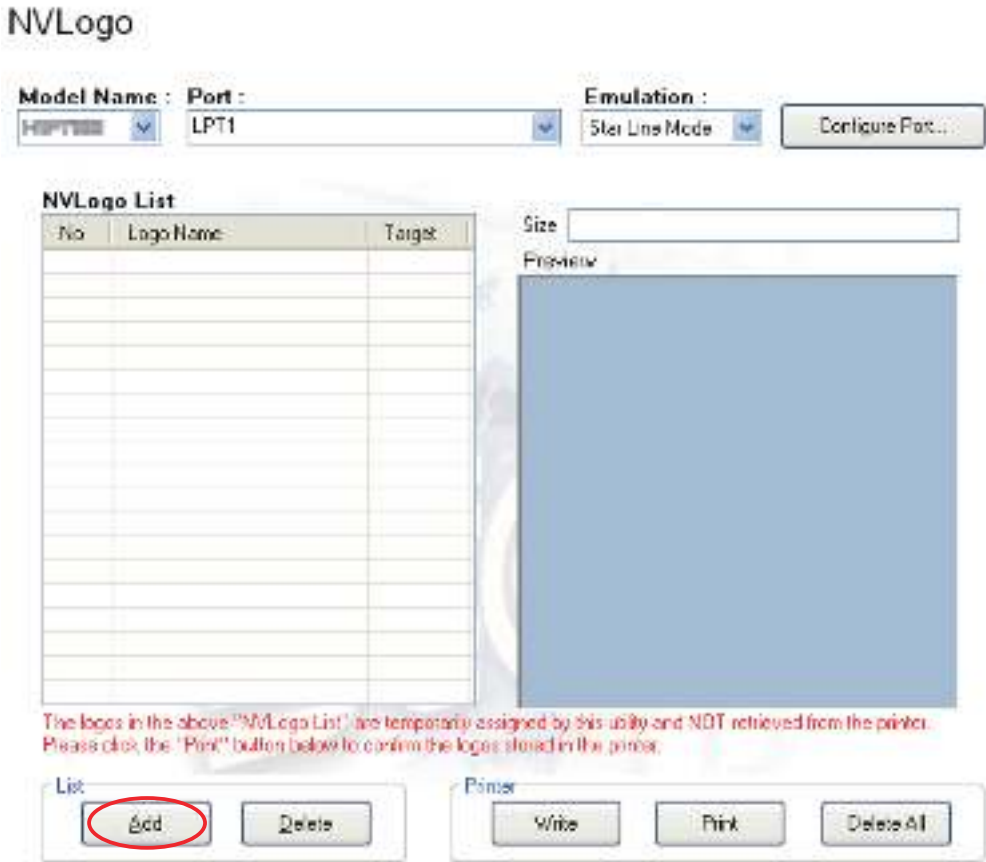 NVLogo
Model Name : Port : Emulation :
LPT1 Star Line Mode Configure Port...
NVLogo List
No Logo Name Target
Size
Preview
The logos in the above "NVLogo List" are temporarily assigned by this utility and NOT retrieved from the printer.
Please click the "Print" button below to confirm the logos stored in the printer.
List Printer
Add Delete Write Print Delete All